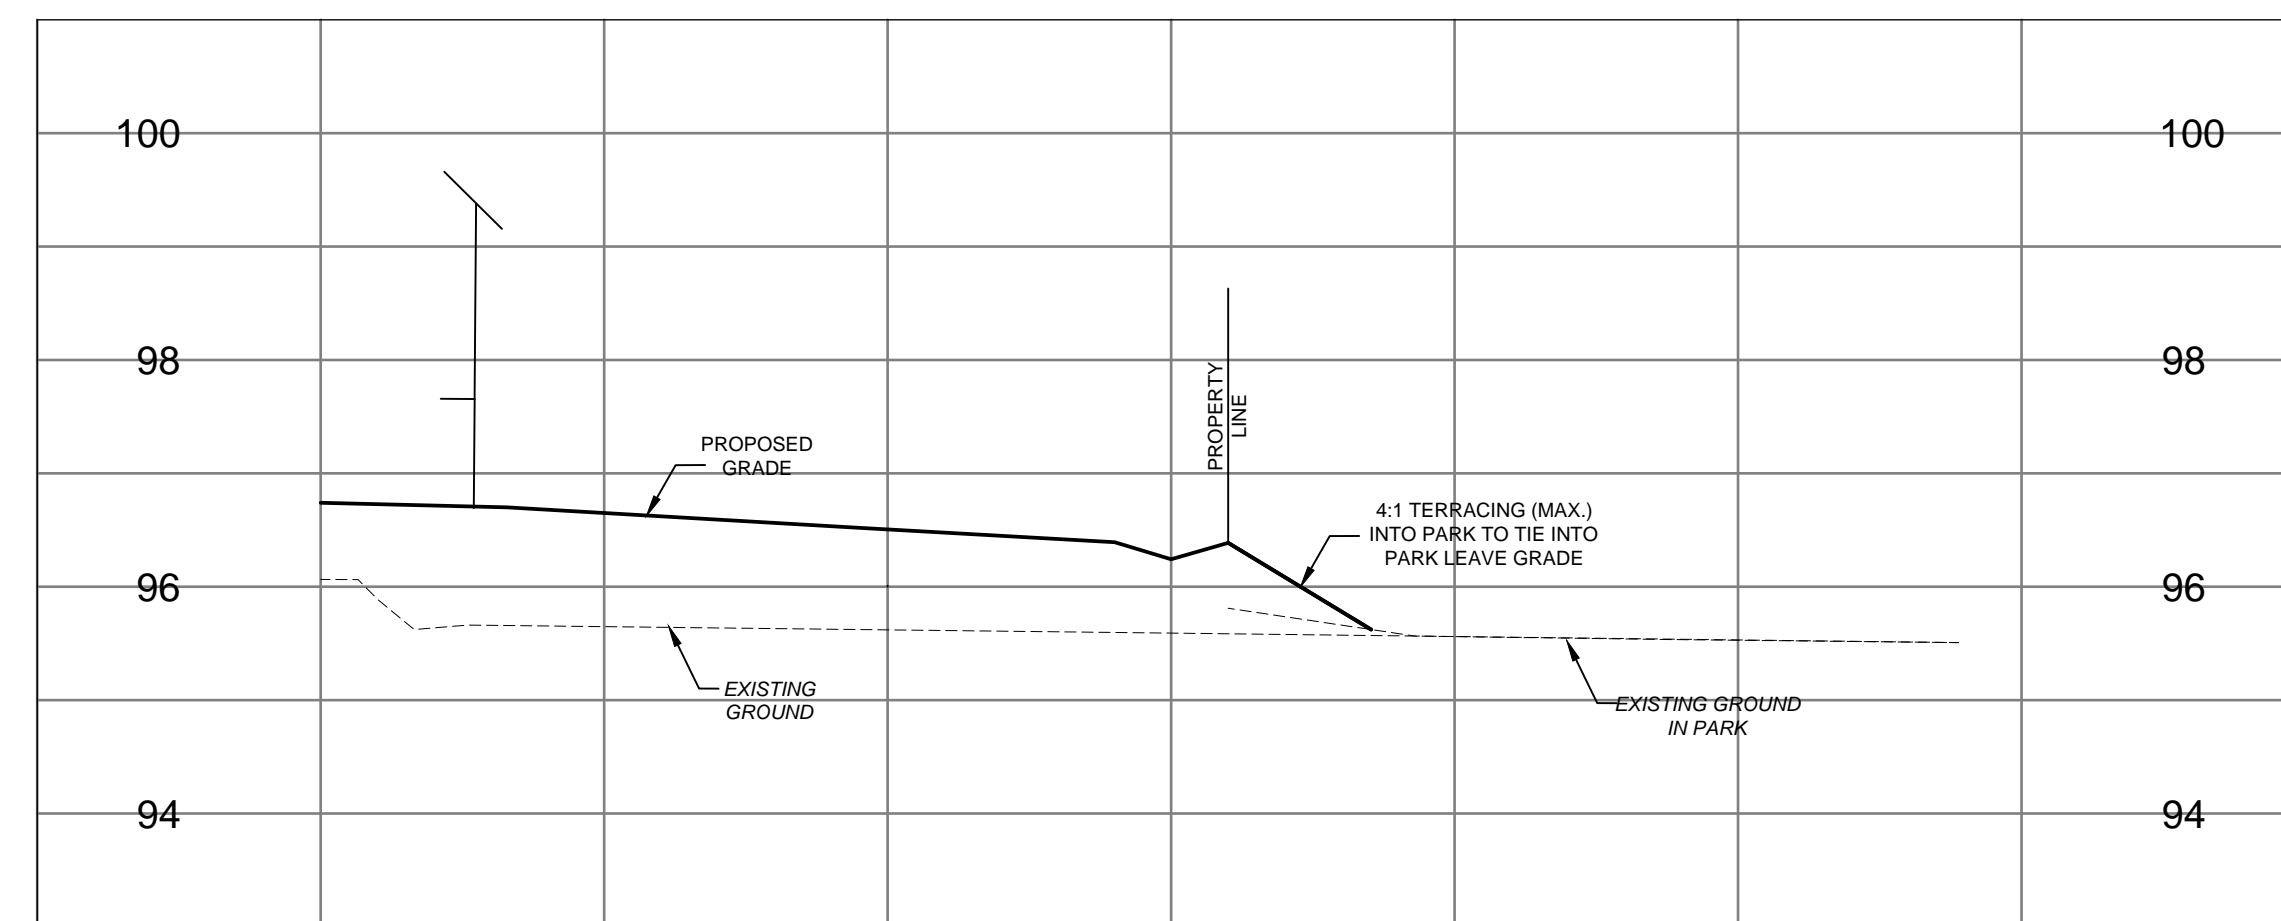 100
100
98
98
PROPERTY
LINE
PROPOSED
GRADE
4:1 TERRACING (MAX.)
INTO PARK TO TIE INTO
PARK LEAVE GRADE
96
96
EXISTING
GROUND
EXISTING GROUND
IN PARK
94
94